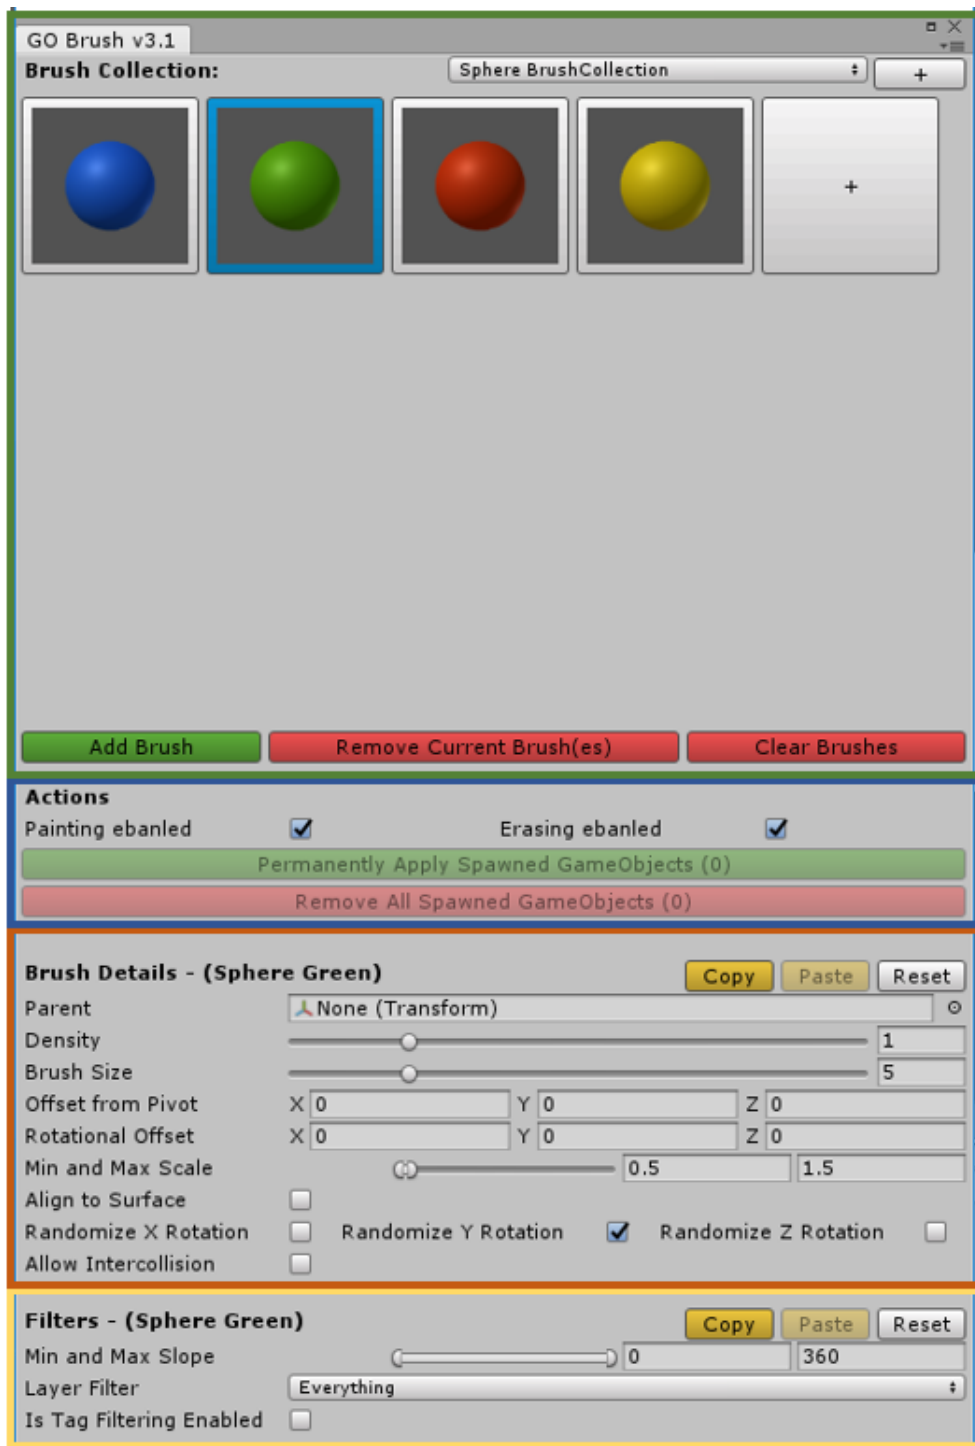 GO Brush v3.1
Brush Collection: Sphere BrushCollection +
+
Add Brush Remove Current Brush(es) Clear Brushes
Actions
Painting ebanled Erasing ebanled
Permanently Apply Spawned GameObjects (0)
Remove All Spawned GameObjects (0)
Brush Details - (Sphere Green) Copy Paste Reset
Parent None (Transform)
Density 1
Brush Size 5
Offset from Pivot X 0 Y 0 Z 0
Rotational Offset X 0 Y 0 Z 0
Min and Max Scale 0.5 1.5
Align to Surface
Randomize X Rotation Randomize Y Rotation Randomize Z Rotation
Allow Intercollision
Filters - (Sphere Green) Copy Paste Reset
Min and Max Slope 0 360
Layer Filter Everything
Is Tag Filtering Enabled